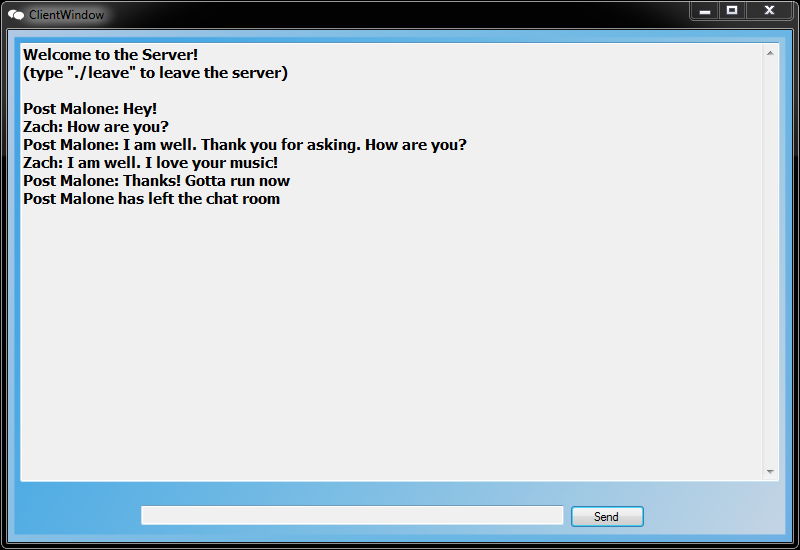 ClientWindow
Welcome to the Server!
(type "./leave" to leave the server)
Post Malone: Hey!
Zach: How are you?
Post Malone: I am well. Thank you for asking. How are you?
Zach: I am well. I love your music!
Post Malone: Thanks! Gotta run now
Post Malone has left the chat room
Send